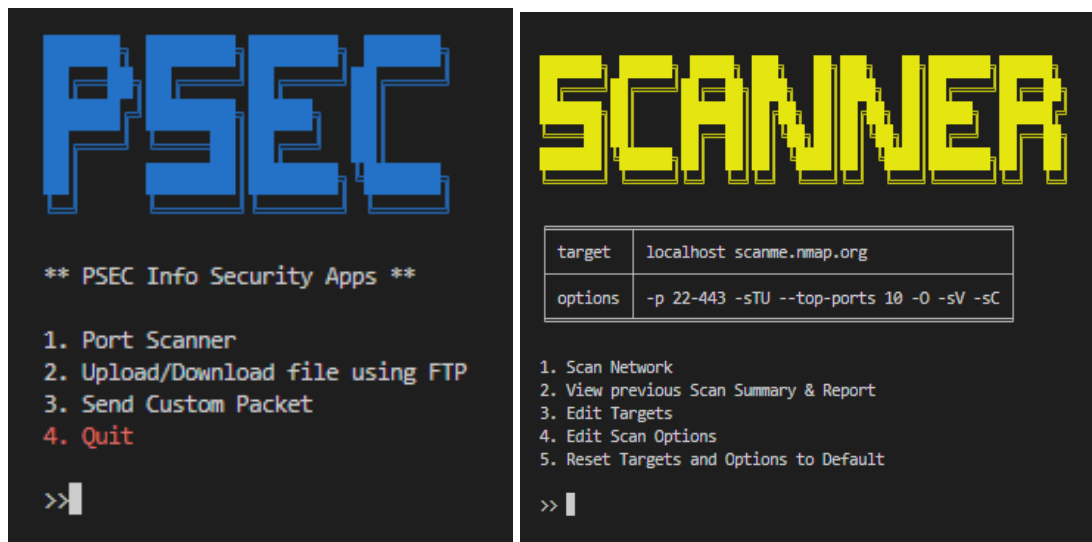 PSEC
** PSEC Info Security Apps **
1. Port Scanner
2. Upload/Download file using FTP
3. Send Custom Packet
4. Quit
>>
SCANNER
target localhost scanme.nmap.org
options -p 22-443 -sTU --top-ports 10 -O -sV -sC
1. Scan Network
2. View previous Scan Summary & Report
3. Edit Targets
4. Edit Scan Options
5. Reset Targets and Options to Default
>>